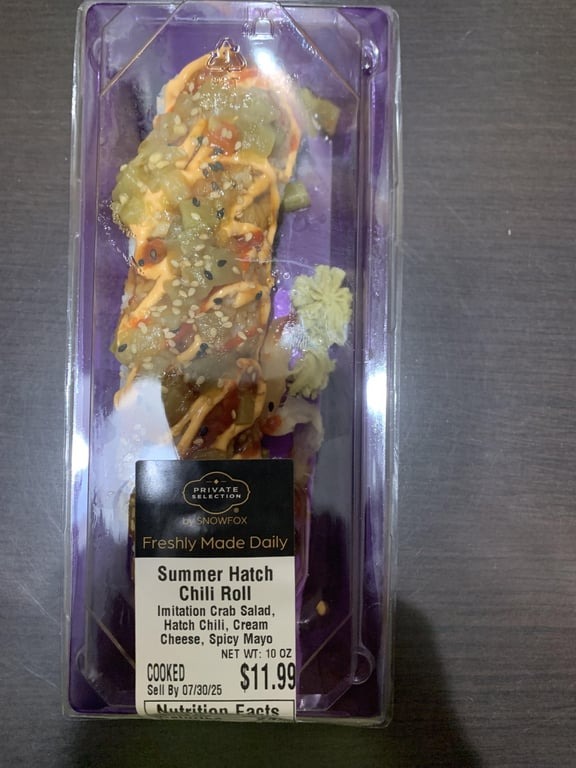 PRIVATE
SELECTION
by SNOWFOX
Freshly Made Daily
Summer Hatch
Chili Roll
Imitation Crab Salad,
Hatch Chili, Cream
Cheese, Spicy Mayo
NET WT: 10 OZ
COOKED $11.99
Sell By 07/30/25
Nutrition Facts